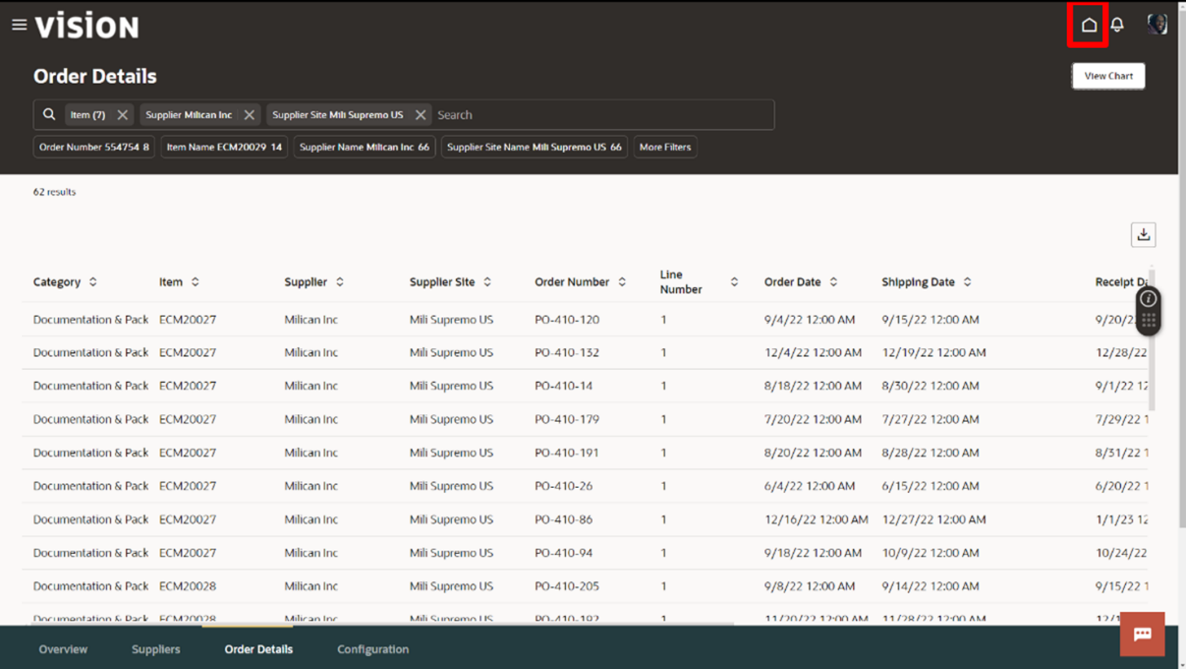 vision
Order Details
View Chart
Item (7)
Supplier Milican Inc
Supplier Site Mili Supremo US
Search
Order Number 554754 8
Item Name ECM20029 14
Supplier Name Milican Inc 66
Supplier Site Name Mili Supremo US 66
More Filters
62 results
Category Item Supplier Supplier Site Order Number Line Number Order Date Shipping Date Receipt
Documentation & Pack ECM20027 Milican Inc Mili Supremo US PO-410-120 1 9/4/22 12:00 AM 9/15/22 12:00 AM
Documentation & Pack ECM20027 Milican Inc Mili Supremo US PO-410-132 1 12/4/22 12:00 AM 12/19/22 12:00 AM 12/28/22
Documentation & Pack ECM20027 Milican Inc Mili Supremo US PO-410-14 1 8/18/22 12:00 AM 8/30/22 12:00 AM 9/1/22 12
Documentation & Pack ECM20027 Milican Inc Mili Supremo US PO-410-179 1 7/20/22 12:00 AM 7/27/22 12:00 AM 7/29/22 1
Documentation & Pack ECM20027 Milican Inc Mili Supremo US PO-410-191 1 8/20/22 12:00 AM 8/28/22 12:00 AM 8/31/22 1
Documentation & Pack ECM20027 Milican Inc Mili Supremo US PO-410-26 1 6/4/22 12:00 AM 6/15/22 12:00 AM 6/20/22 1
Documentation & Pack ECM20027 Milican Inc Mili Supremo US PO-410-86 1 12/16/22 12:00 AM 12/27/22 12:00 AM 1/1/23 12
Documentation & Pack ECM20027 Milican Inc Mili Supremo US PO-410-94 1 9/18/22 12:00 AM 10/9/22 12:00 AM 10/24/22
Documentation & Pack ECM20028 Milican Inc Mili Supremo US PO-410-205 1 9/8/22 12:00 AM 9/14/22 12:00 AM 9/15/22 1
Documentation & Pack ECM20028 Milican Inc Mili Supremo US PO-410-192 1 11/20/22 12:00 AM 11/28/22 12:00 AM
Overview
Suppliers
Order Details
Configuration